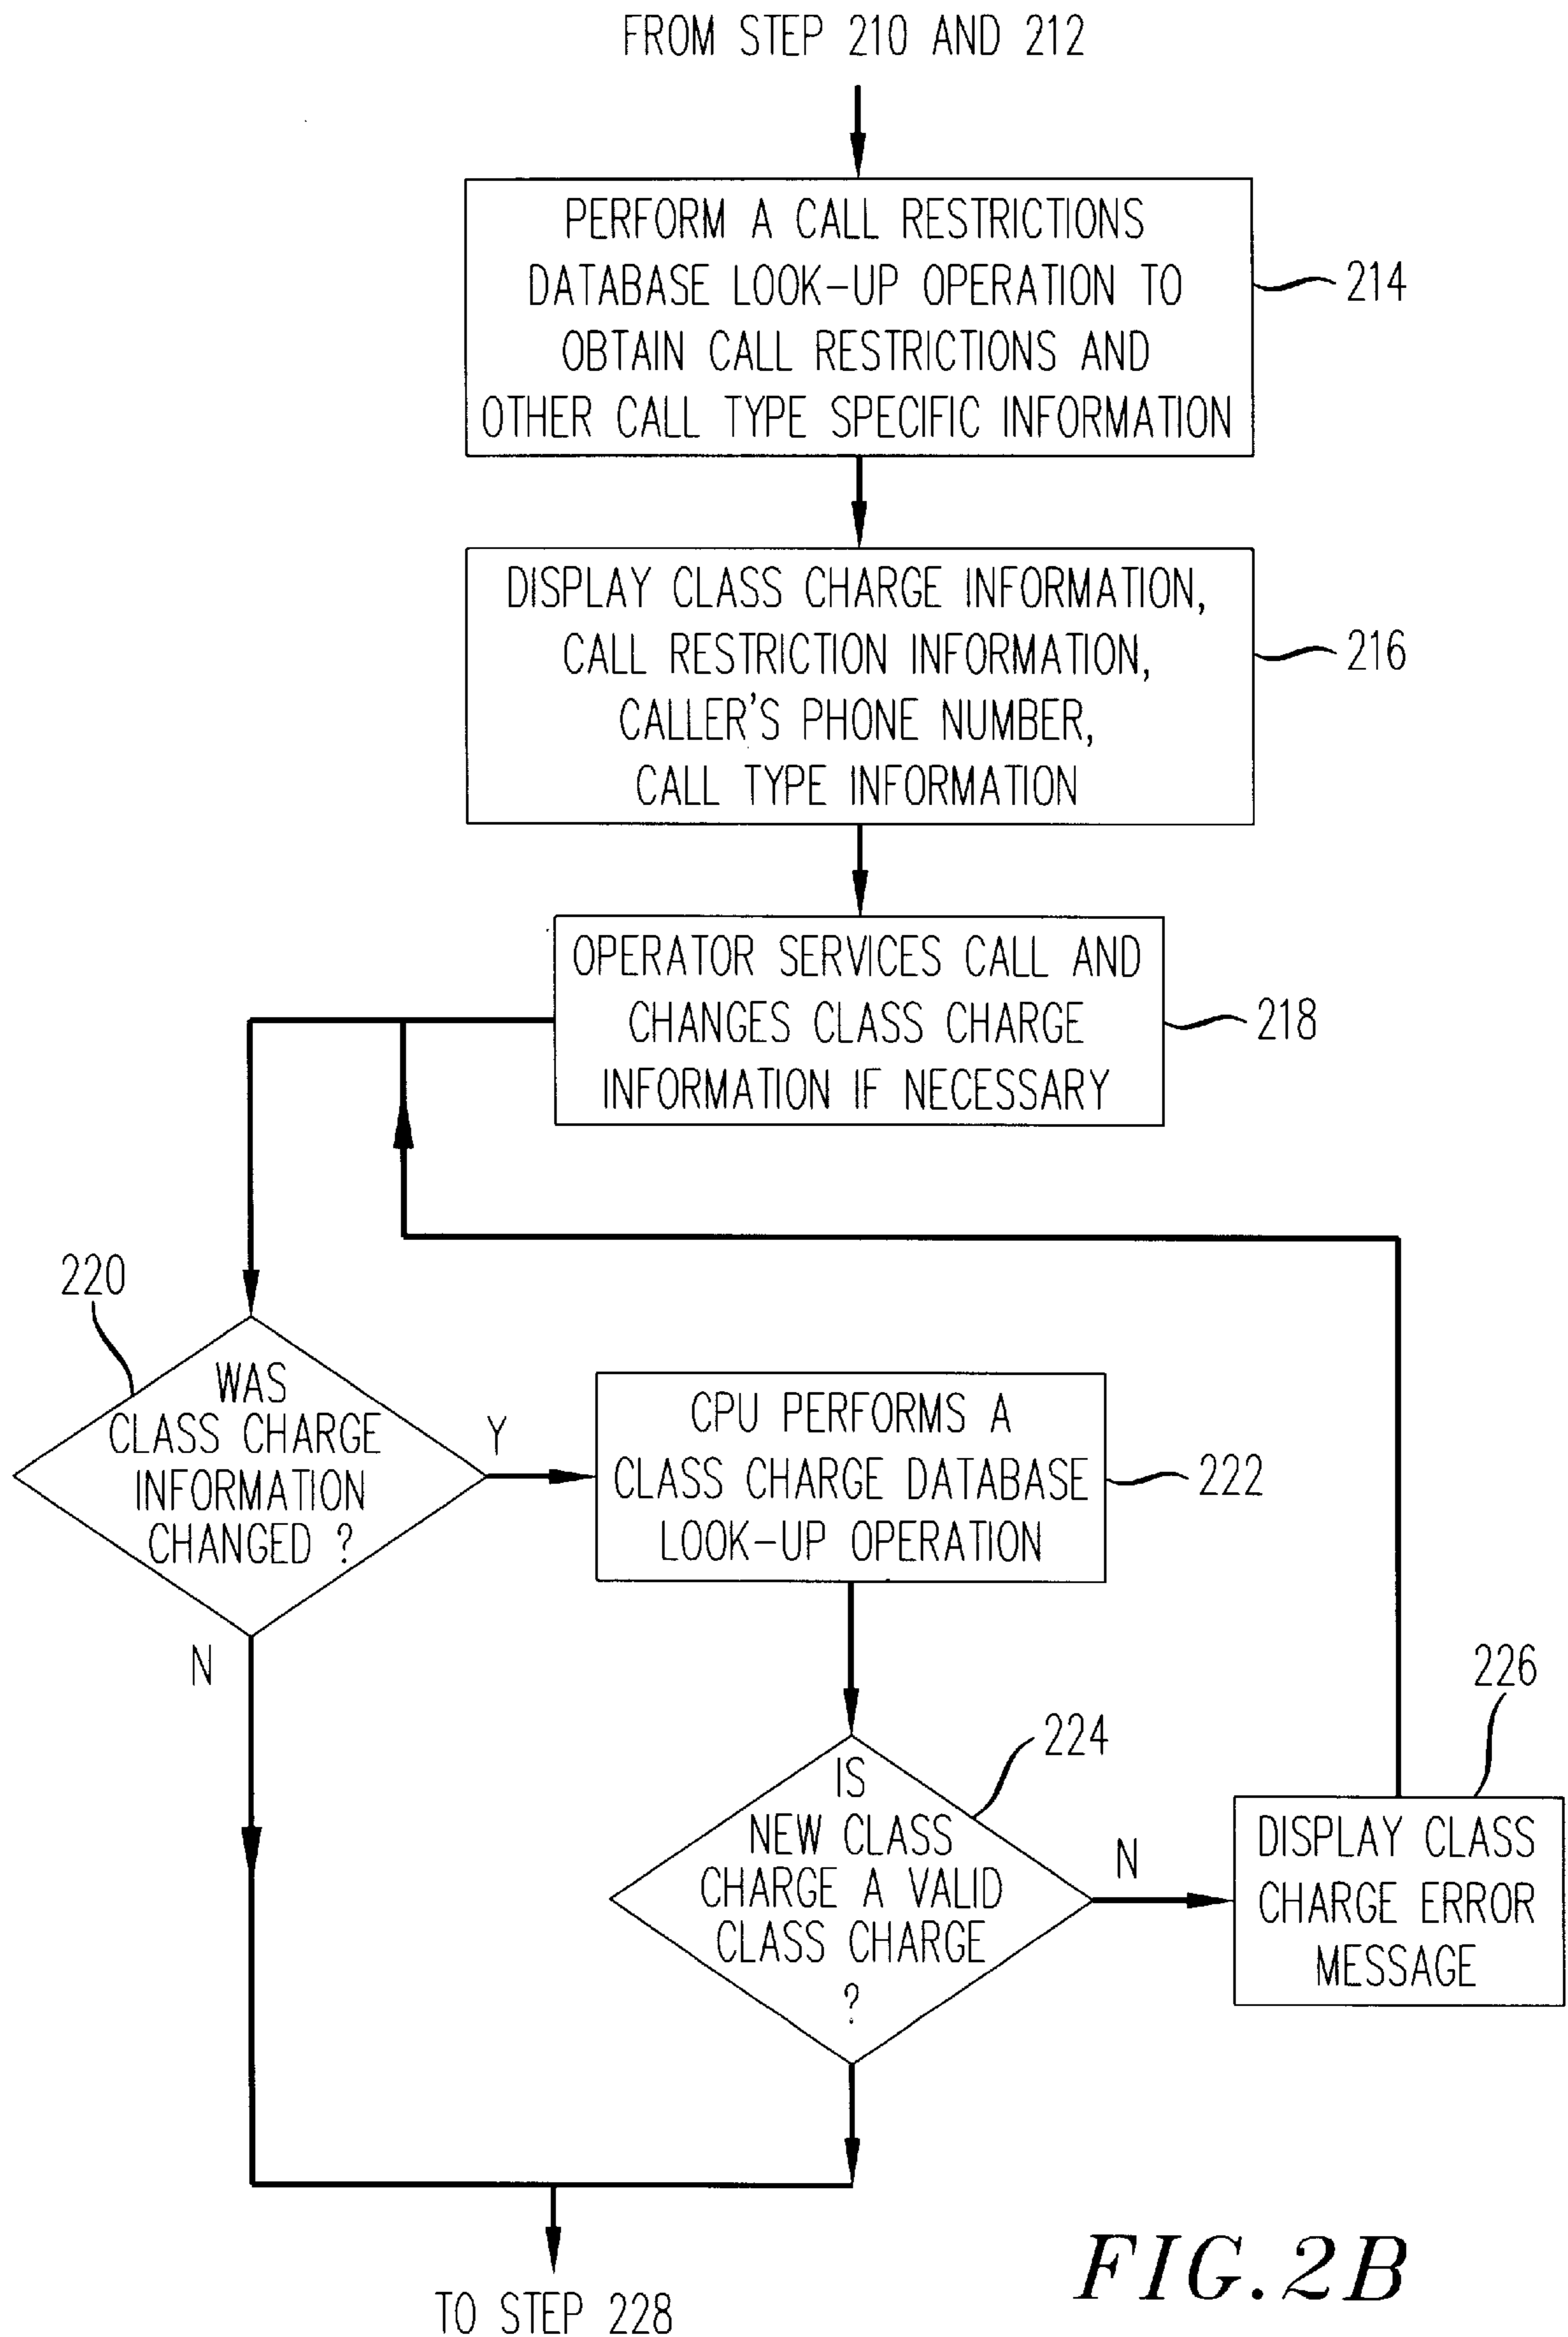 FROM STEP 210 AND 212
PERFORM A CALL RESTRICTIONS
DATABASE LOOK-UP OPERATION TO
OBTAIN CALL RESTRICTIONS AND
OTHER CALL TYPE SPECIFIC INFORMATION
214
DISPLAY CLASS CHARGE INFORMATION,
CALL RESTRICTION INFORMATION,
CALLER'S PHONE NUMBER,
CALL TYPE INFORMATION
216
OPERATOR SERVICES CALL AND
CHANGES CLASS CHARGE
INFORMATION IF NECESSARY
218
220
WAS
CLASS CHARGE
INFORMATION
CHANGED ?
Y
N
CPU PERFORMS A
CLASS CHARGE DATABASE
LOOK-UP OPERATION
222
224
IS
NEW CLASS
CHARGE A VALID
CLASS CHARGE
?
N
226
DISPLAY CLASS
CHARGE ERROR
MESSAGE
TO STEP 228
FIG.2B